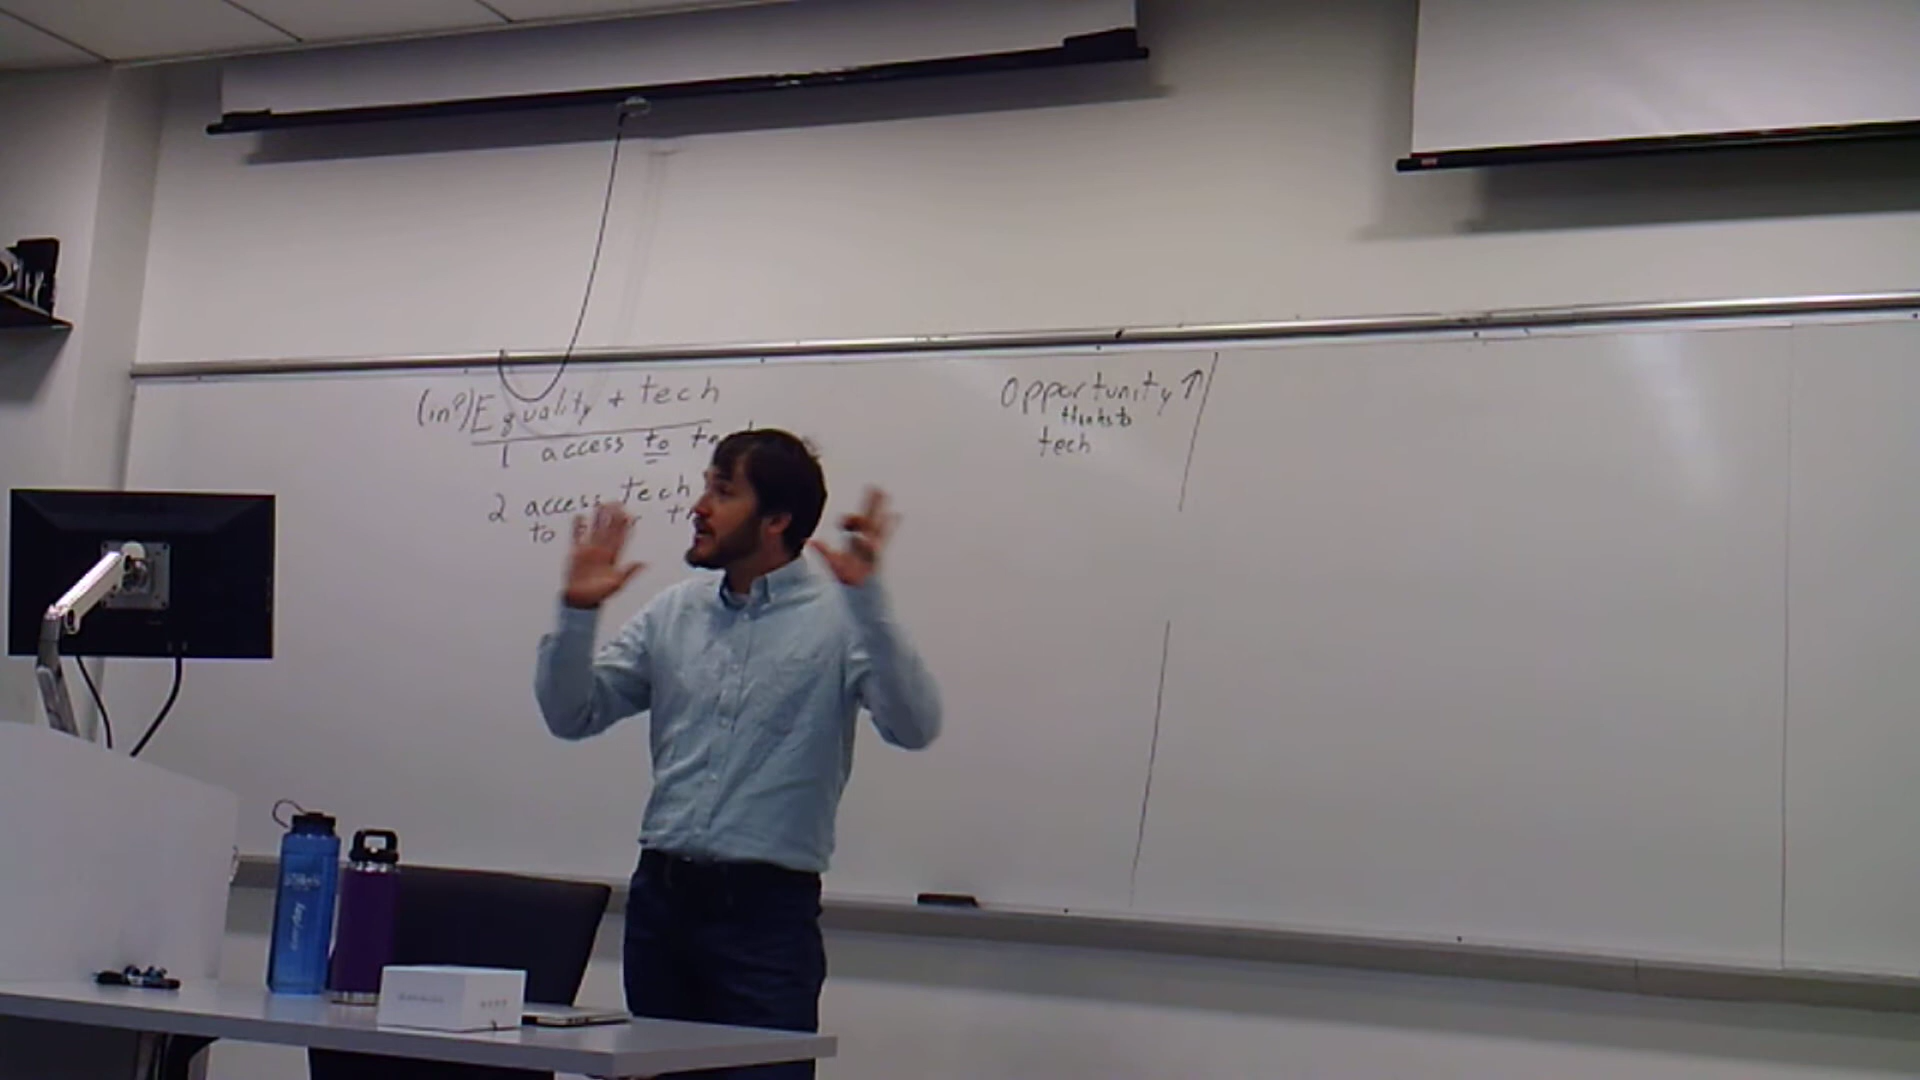 (in?)Equality + tech
1 access to
2 access tech
to
Opportunity ↑
thanks to
tech